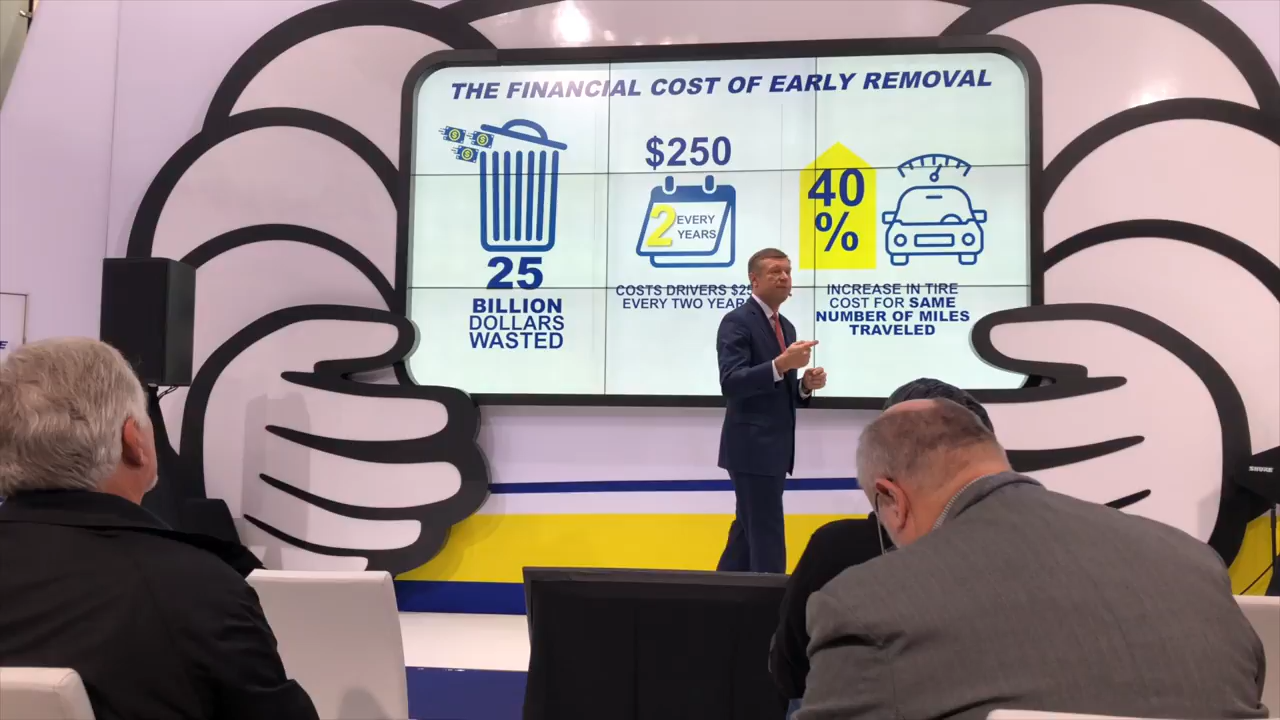 THE FINANCIAL COST OF EARLY REMOVAL
25
BILLION
DOLLARS
WASTED
$250
2 EVERY
YEARS
COSTS DRIVERS
EVERY TWO
40
%
INCREASE IN TIRE
COST FOR SAME
NUMBER OF MILES
TRAVELED
SHURE